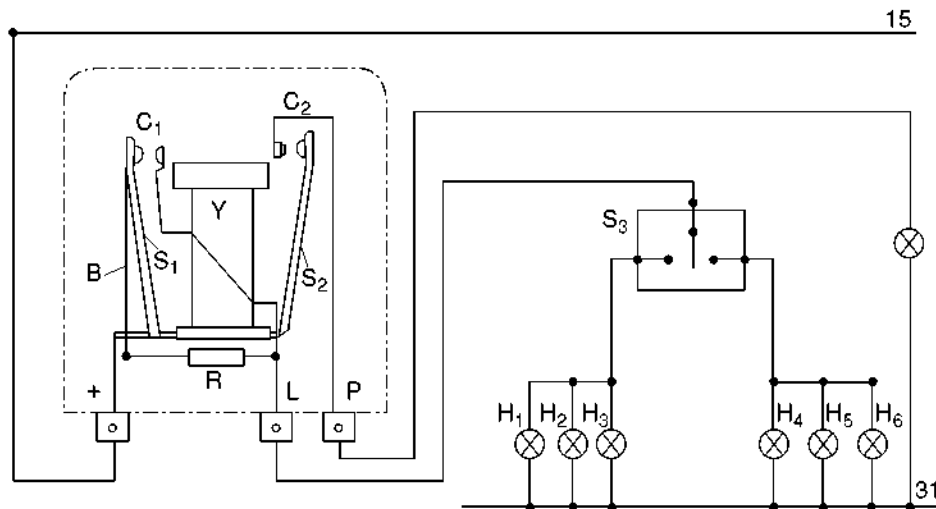 15
C₂
C₁
Y
S₃
B
S₁
S₂
R
+
L
P
H₁
H₂
H₃
H₄
H₅
H₆
31